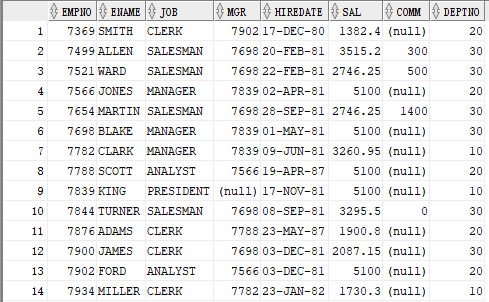 EMPNO ENAME JOB MGR HIREDATE SAL COMM DEPTNO
1 7369 SMITH CLERK 7902 17-DEC-80 1382.4 (null) 20
2 7499 ALLEN SALESMAN 7698 20-FEB-81 3515.2 300 30
3 7521 WARD SALESMAN 7698 22-FEB-81 2746.25 500 30
4 7566 JONES MANAGER 7839 02-APR-81 5100 (null) 20
5 7654 MARTIN SALESMAN 7698 28-SEP-81 2746.25 1400 30
6 7698 BLAKE MANAGER 7839 01-MAY-81 5100 (null) 30
7 7782 CLARK MANAGER 7839 09-JUN-81 3260.95 (null) 10
8 7788 SCOTT ANALYST 7566 19-APR-87 5100 (null) 20
9 7839 KING PRESIDENT (null) 17-NOV-81 5100 (null) 10
10 7844 TURNER SALESMAN 7698 08-SEP-81 3295.5 0 30
11 7876 ADAMS CLERK 7788 23-MAY-87 1900.8 (null) 20
12 7900 JAMES CLERK 7698 03-DEC-81 2087.15 (null) 30
13 7902 FORD ANALYST 7566 03-DEC-81 5100 (null) 20
14 7934 MILLER CLERK 7782 23-JAN-82 1730.3 (null) 10